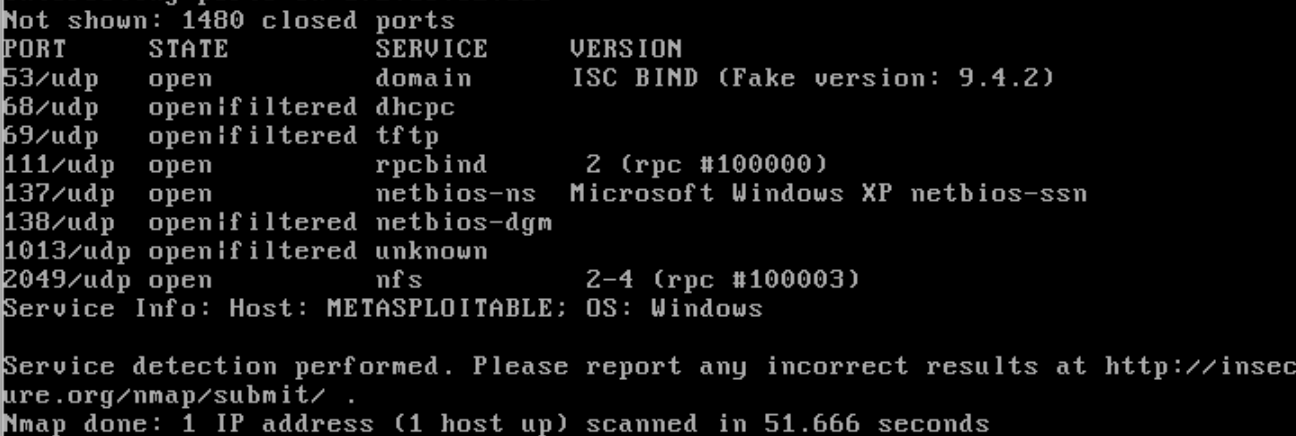 Not shown: 1480 closed ports
PORT     STATE         SERVICE     VERSION
53/udp   open          domain      ISC BIND (Fake version: 9.4.2)
68/udp   open|filtered dhcpc
69/udp   open|filtered tftp
111/udp  open          rpcbind      2 (rpc #100000)
137/udp  open          netbios-ns  Microsoft Windows XP netbios-ssn
138/udp  open|filtered netbios-dgm
1013/udp open|filtered unknown
2049/udp open          nfs          2-4 (rpc #100003)
Service Info: Host: METASPLOITABLE; OS: Windows
Service detection performed. Please report any incorrect results at http://insec
ure.org/nmap/submit/ .
Nmap done: 1 IP address (1 host up) scanned in 51.666 seconds